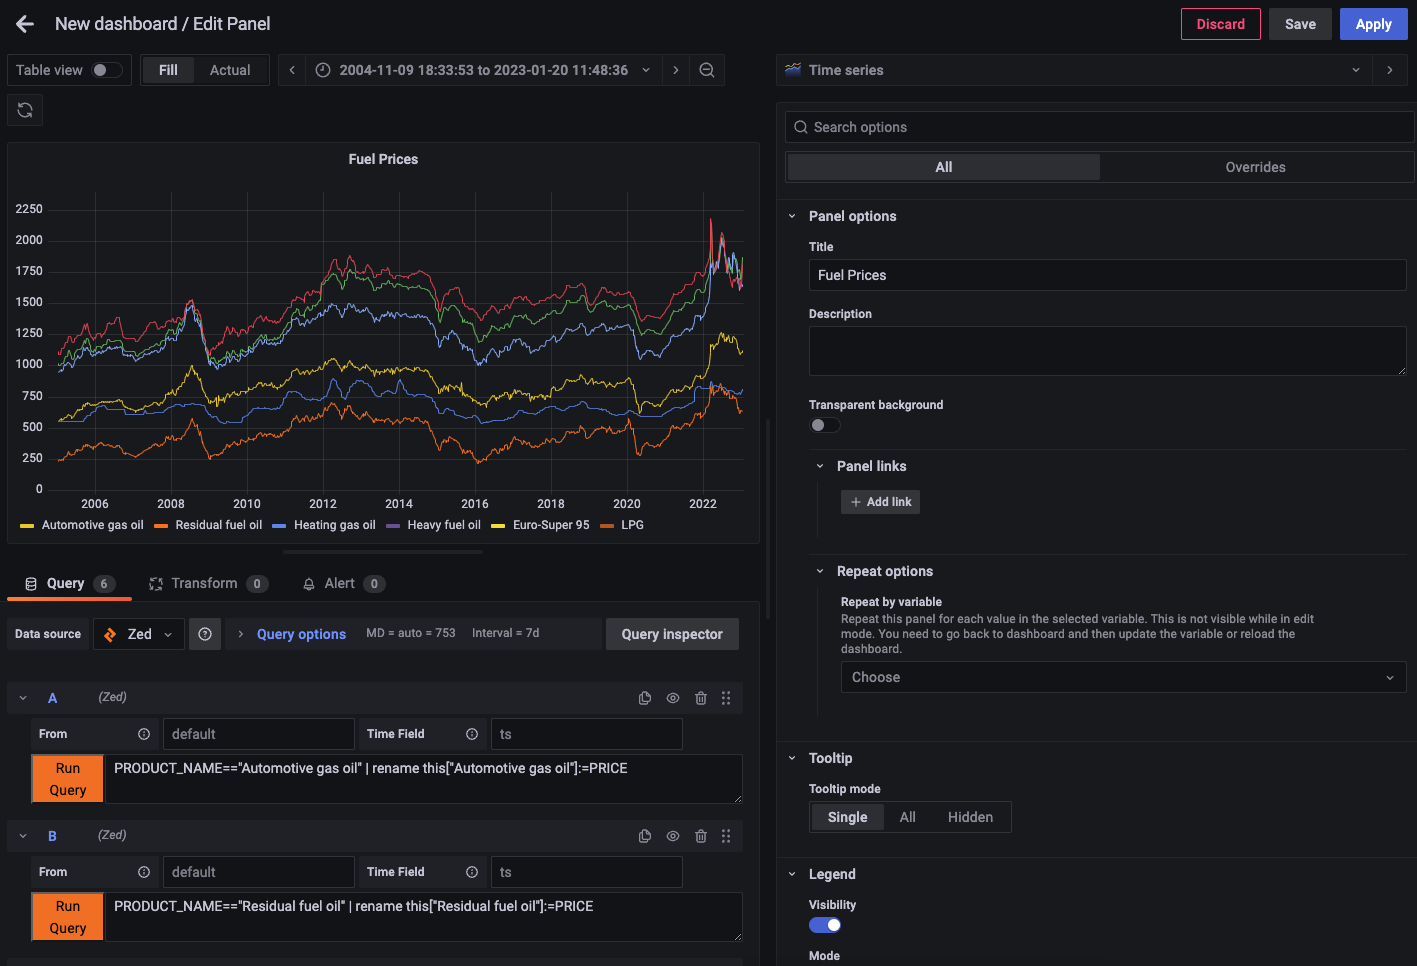 New dashboard / Edit Panel
Discard
Save
Apply
Table view
Fill
Actual
2004-11-09 18:33:53 to 2023-01-20 11:48:36
Time series
Search options
All
Overrides
Fuel Prices
2250
2000
1750
1500
1250
1000
750
500
250
0
2006
2008
2010
2012
2014
2016
2018
2020
2022
Automotive gas oil
Residual fuel oil
Heating gas oil
Heavy fuel oil
Euro-Super 95
LPG
Query 6
Transform 0
Alert 0
Data source
Zed
Query options
MD = auto = 753
Interval = 7d
Query inspector
A
(Zed)
From
default
Time Field
ts
Run
Query
PRODUCT_NAME=="Automotive gas oil" | rename this["Automotive gas oil"]:=PRICE
B
(Zed)
From
default
Time Field
ts
Run
Query
PRODUCT_NAME=="Residual fuel oil" | rename this["Residual fuel oil"]:=PRICE
Panel options
Title
Fuel Prices
Description
Transparent background
Panel links
+ Add link
Repeat options
Repeat by variable
Repeat this panel for each value in the selected variable. This is not visible while in edit
mode. You need to go back to dashboard and then update the variable or reload the
dashboard.
Choose
Tooltip
Tooltip mode
Single
All
Hidden
Legend
Visibility
Mode